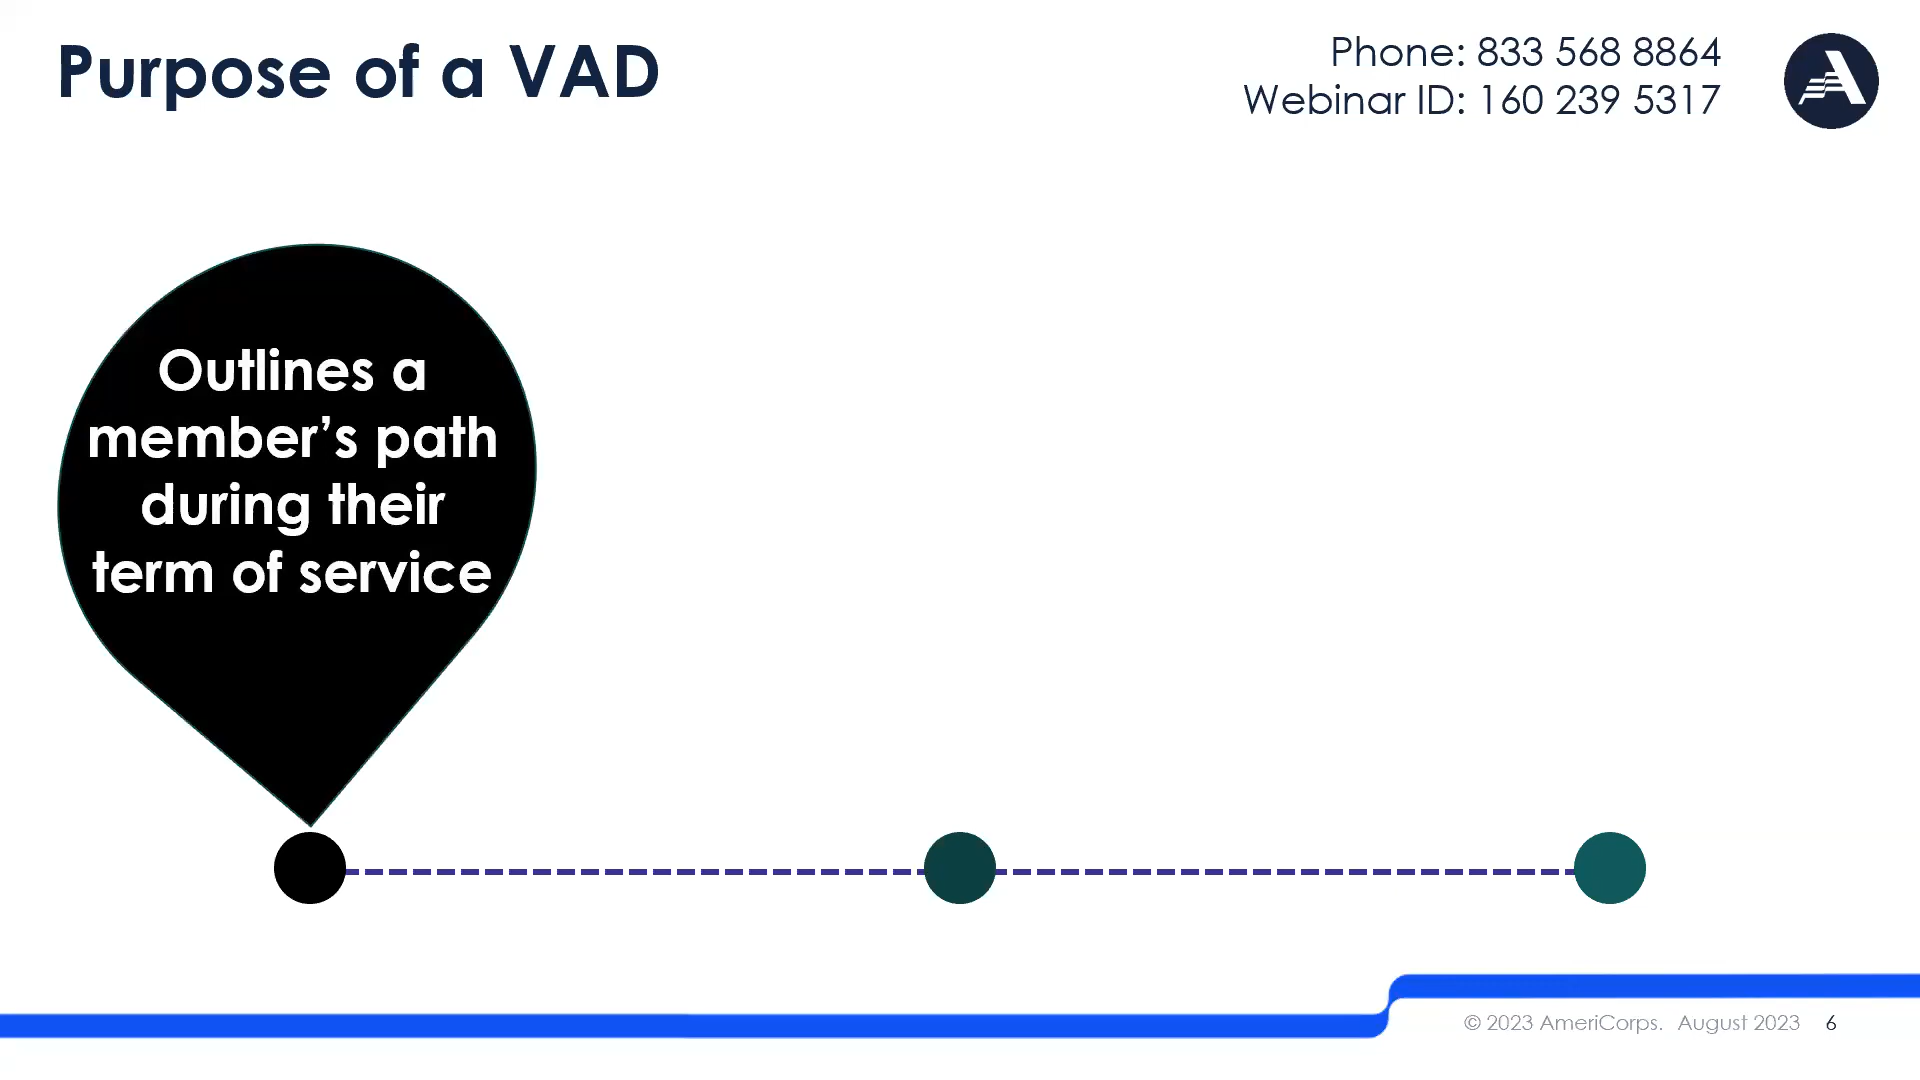 Purpose of a VAD
Phone: 833 568 8864
Webinar ID: 160 239 5317
Outlines a
member’s path
during their
term of service
© 2023 AmeriCorps. August 2023 6